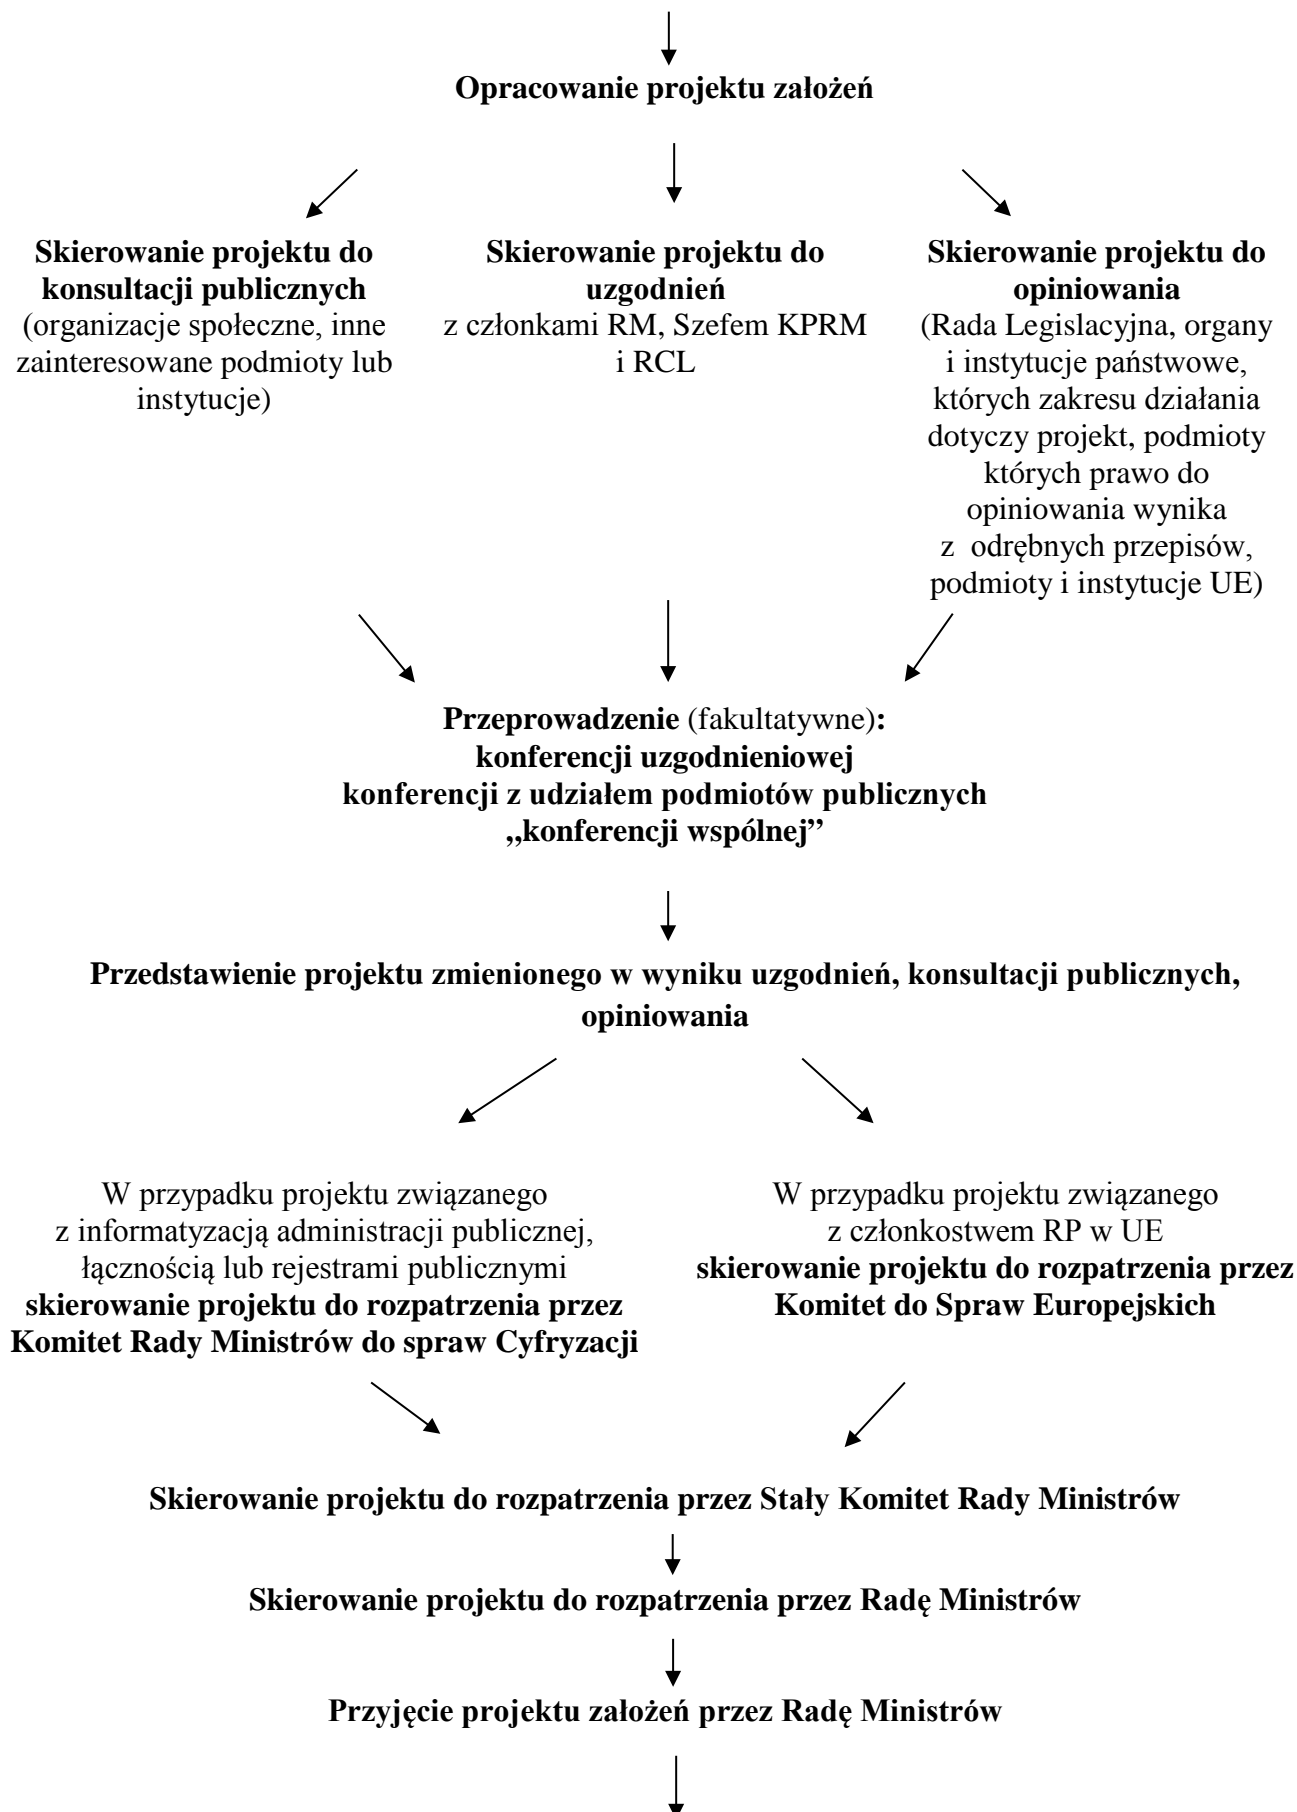 Opracowanie projektu założeń
Skierowanie projektu do
konsultacji publicznych
(organizacje społeczne, inne
zainteresowane podmioty lub
instytucje)
Skierowanie projektu do
uzgodnień
z członkami RM, Szefem KPRM
i RCL
Skierowanie projektu do
opiniowania
(Rada Legislacyjna, organy
i instytucje państwowe,
których zakresu działania
dotyczy projekt, podmioty
których prawo do
opiniowania wynika
z odrębnych przepisów,
podmioty i instytucje UE)
Przeprowadzenie (fakultatywne):
konferencji uzgodnieniowej
konferencji z udziałem podmiotów publicznych
„konferencji wspólnej”
Przedstawienie projektu zmienionego w wyniku uzgodnień, konsultacji publicznych,
opiniowania
W przypadku projektu związanego
z informatyzacją administracji publicznej,
łącznością lub rejestrami publicznymi
skierowanie projektu do rozpatrzenia przez
Komitet Rady Ministrów do spraw Cyfryzacji
W przypadku projektu związanego
z członkostwem RP w UE
skierowanie projektu do rozpatrzenia przez
Komitet do Spraw Europejskich
Skierowanie projektu do rozpatrzenia przez Stały Komitet Rady Ministrów
Skierowanie projektu do rozpatrzenia przez Radę Ministrów
Przyjęcie projektu założeń przez Radę Ministrów